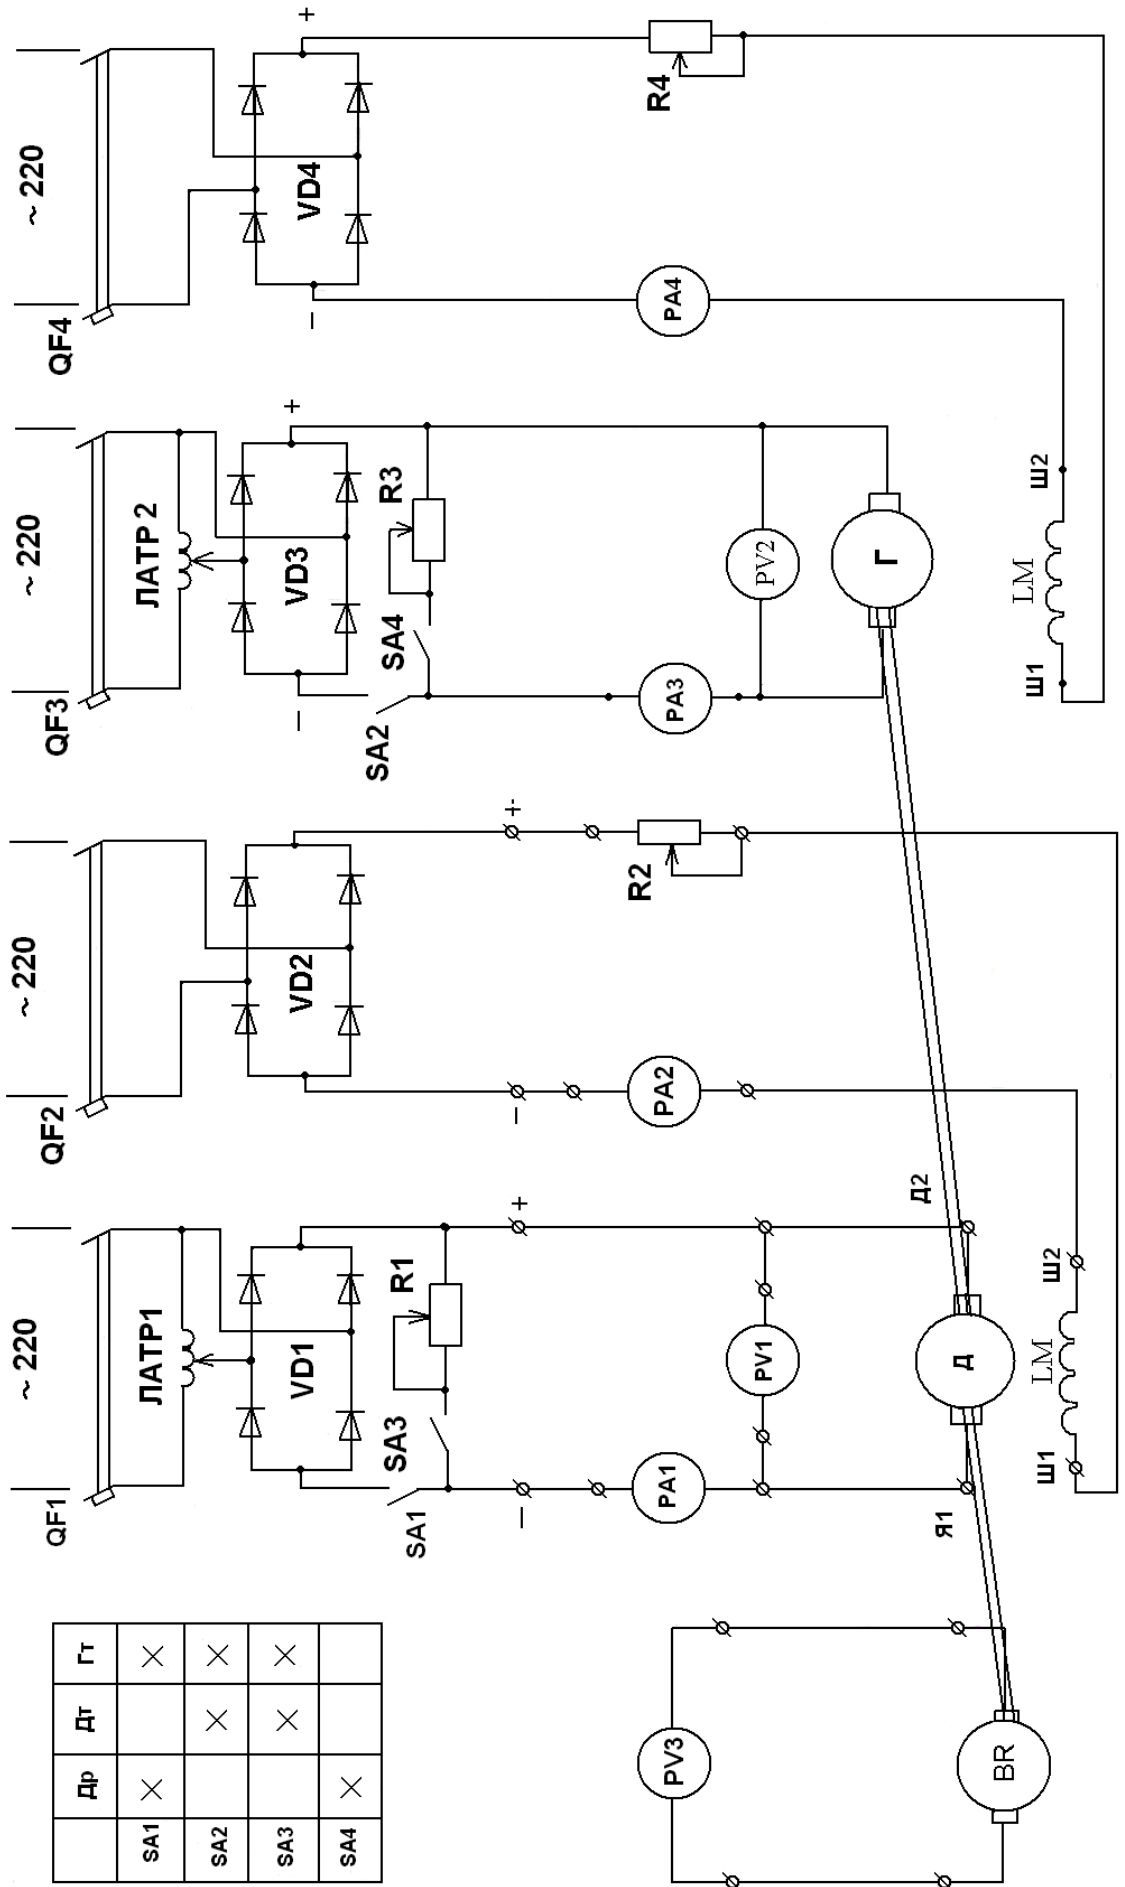 Др Дт Гт
SA1 × ×
SA2 × ×
SA3 × ×
SA4 ×
PV3
BR
~ 220
QF1
ЛАТР1
VD1
SA3
R1
SA1
–
+
PA1
PV1
Я1
Д2
Д
LM
Ш1
Ш2
~ 220
QF2
VD2
–
+
R2
PA2
~ 220
QF3
ЛАТР 2
VD3
–
+
SA2
SA4
R3
PA3
PV2
Г
LM
Ш1
Ш2
~ 220
QF4
VD4
–
+
R4
PA4